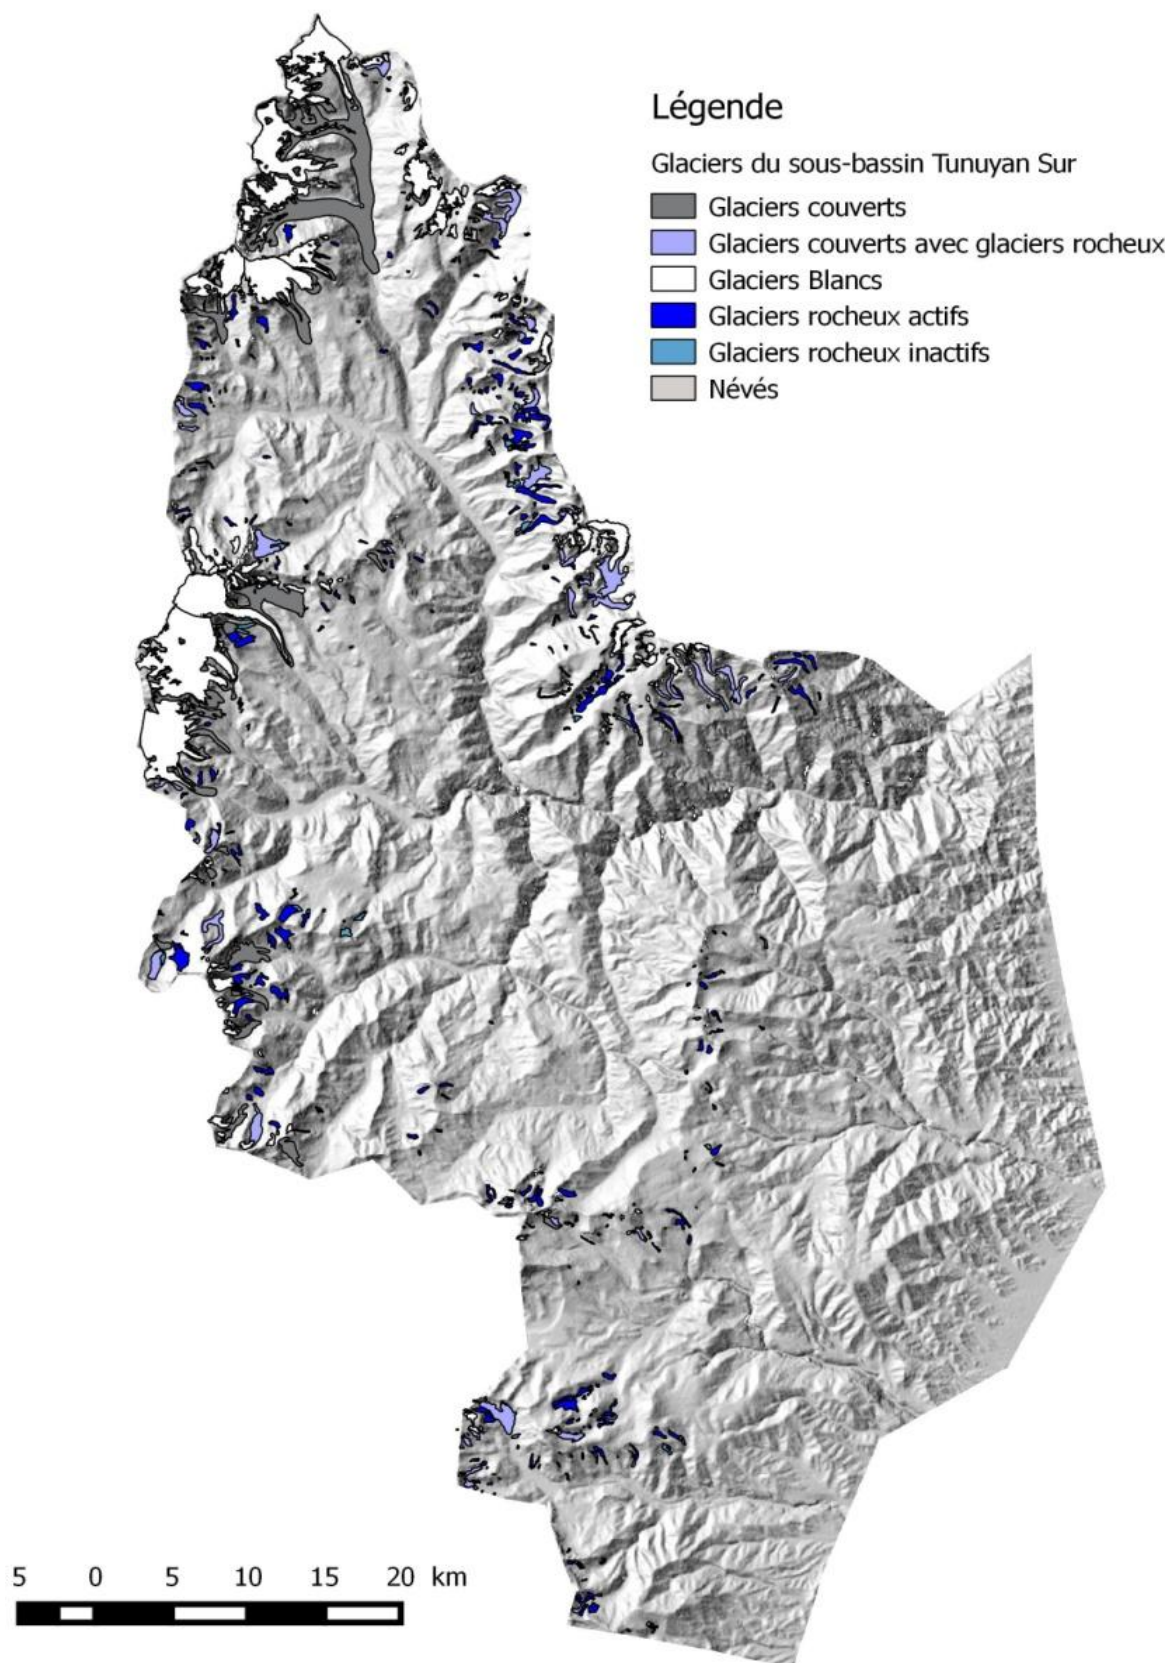 Légende
Glaciers du sous-bassin Tunuyan Sur
Glaciers couverts
Glaciers couverts avec glaciers rocheux
Glaciers Blancs
Glaciers rocheux actifs
Glaciers rocheux inactifs
Névés
5 0 5 10 15 20 km